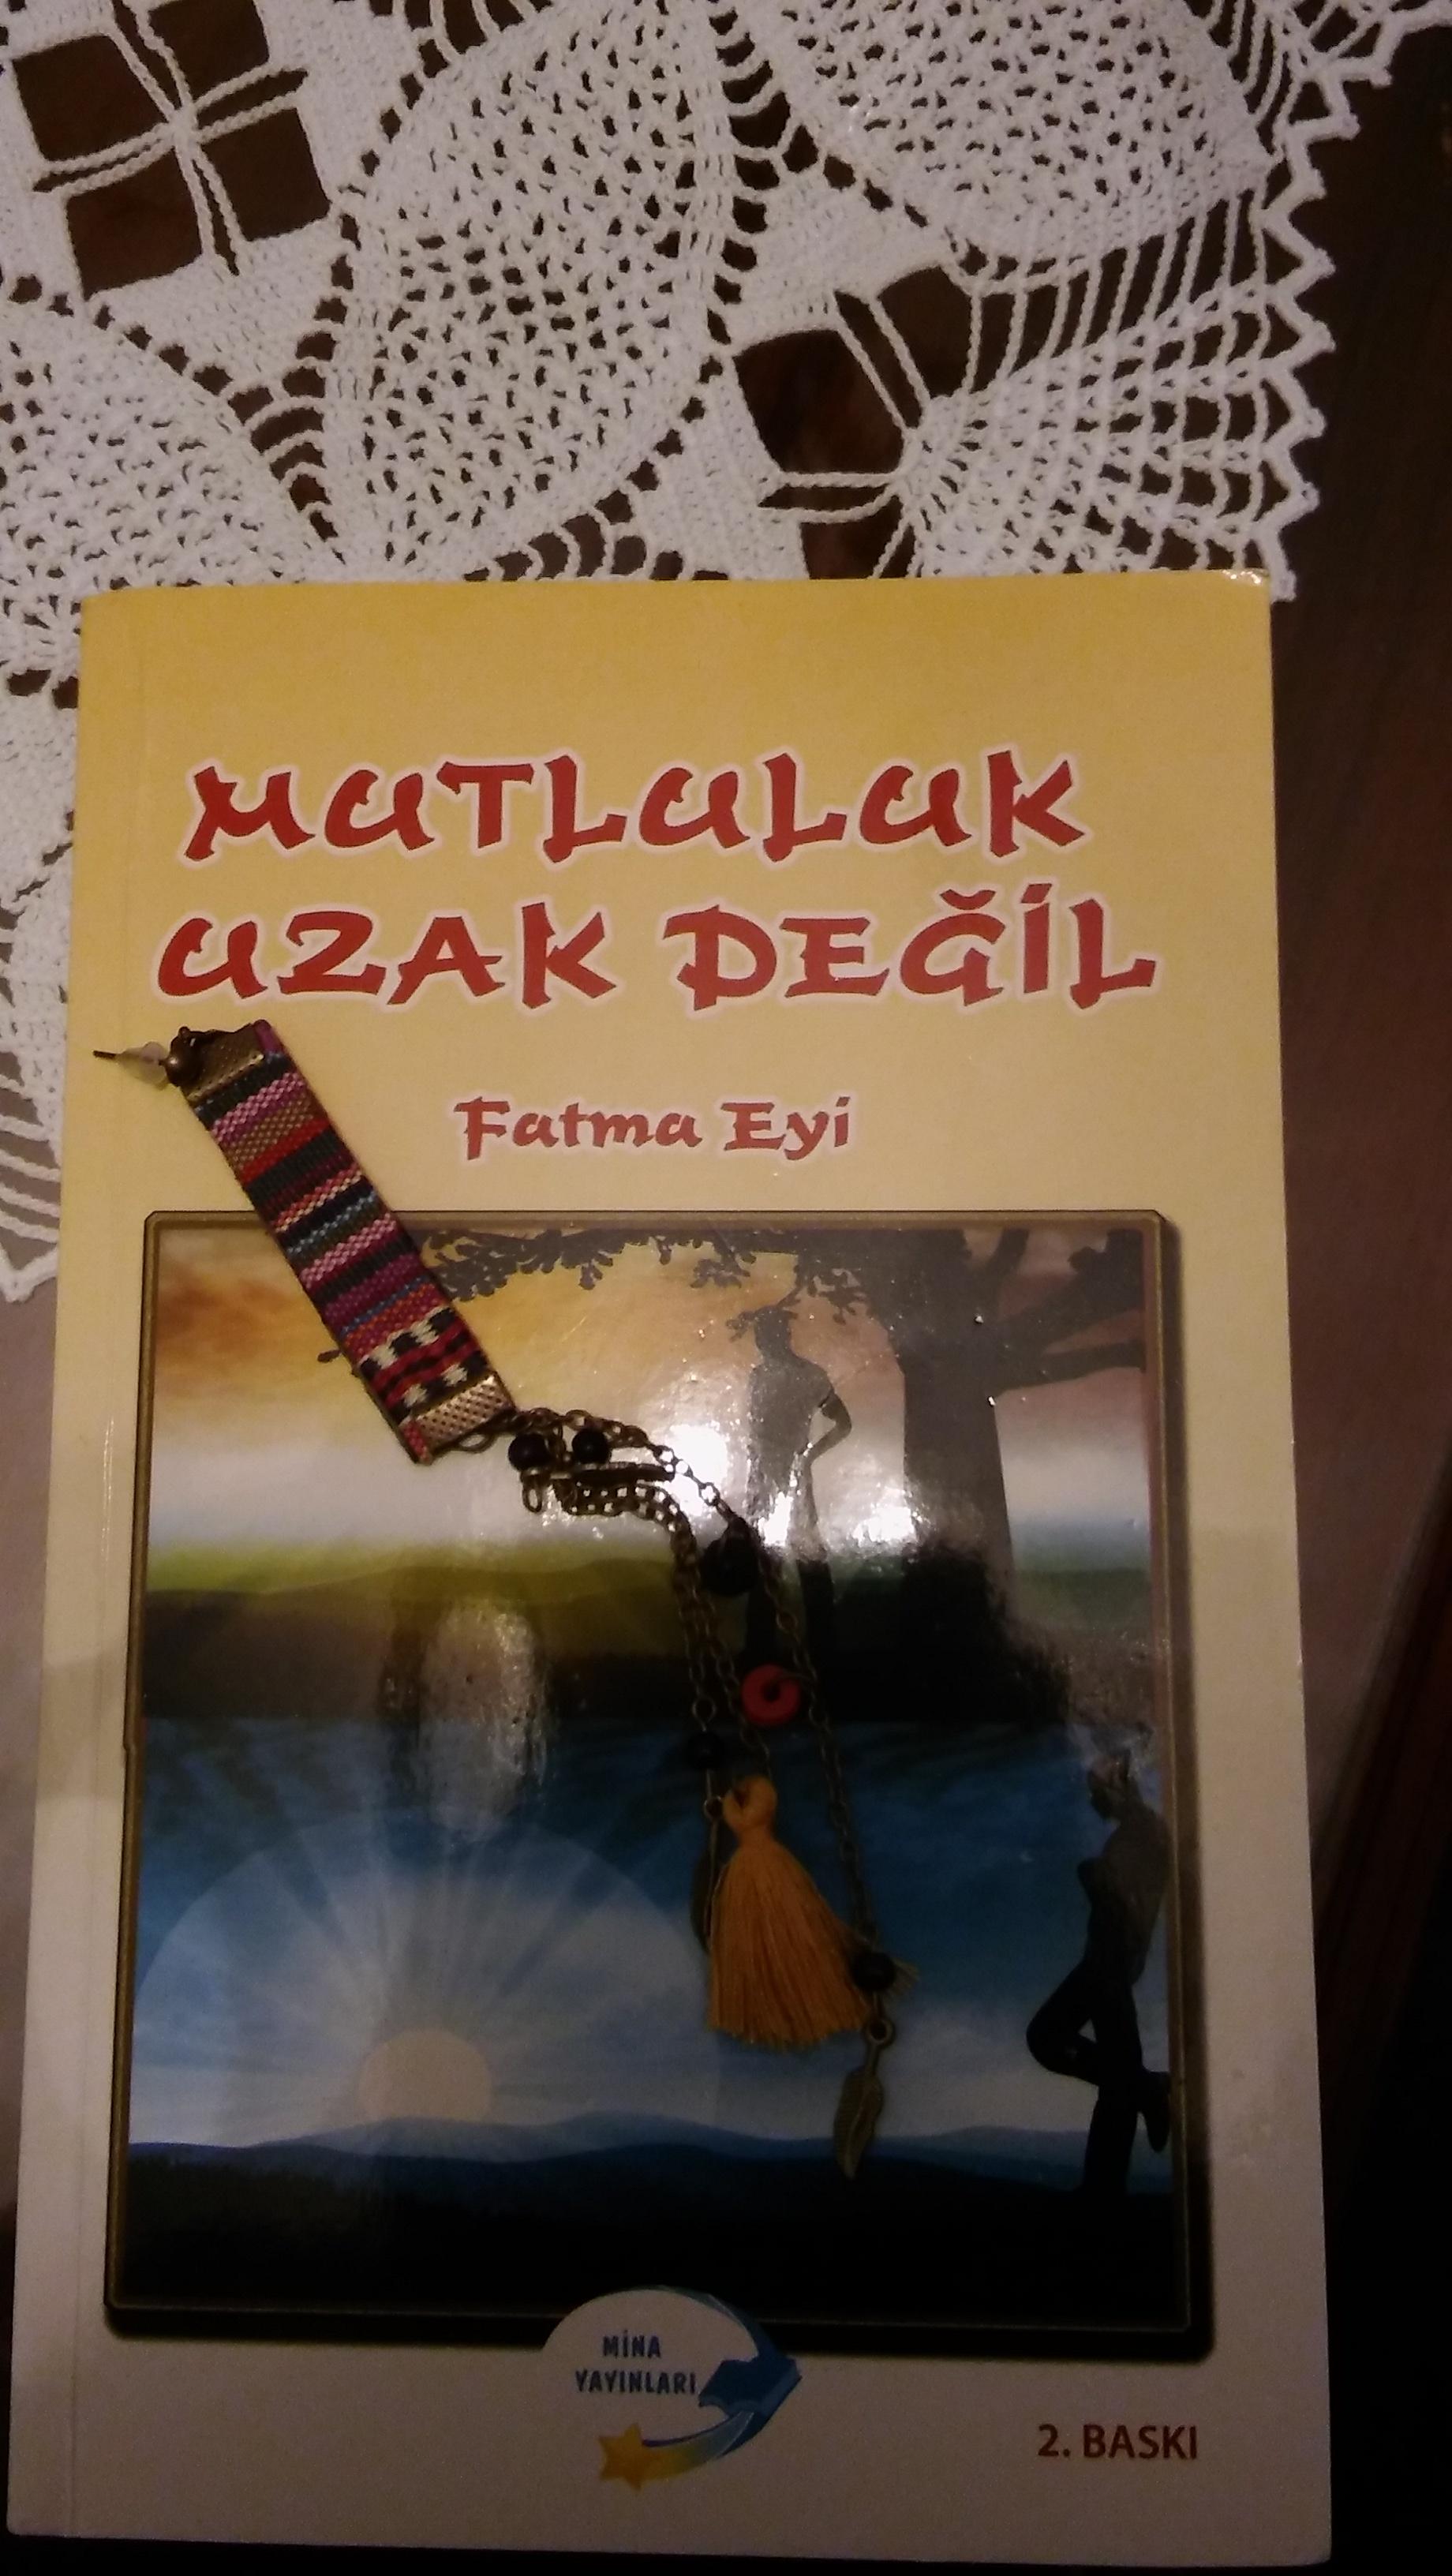 MUTLULUK
UZAK DEĞİL
Fatma Eyi
MİNA
YAYINLARI
2. BASKI